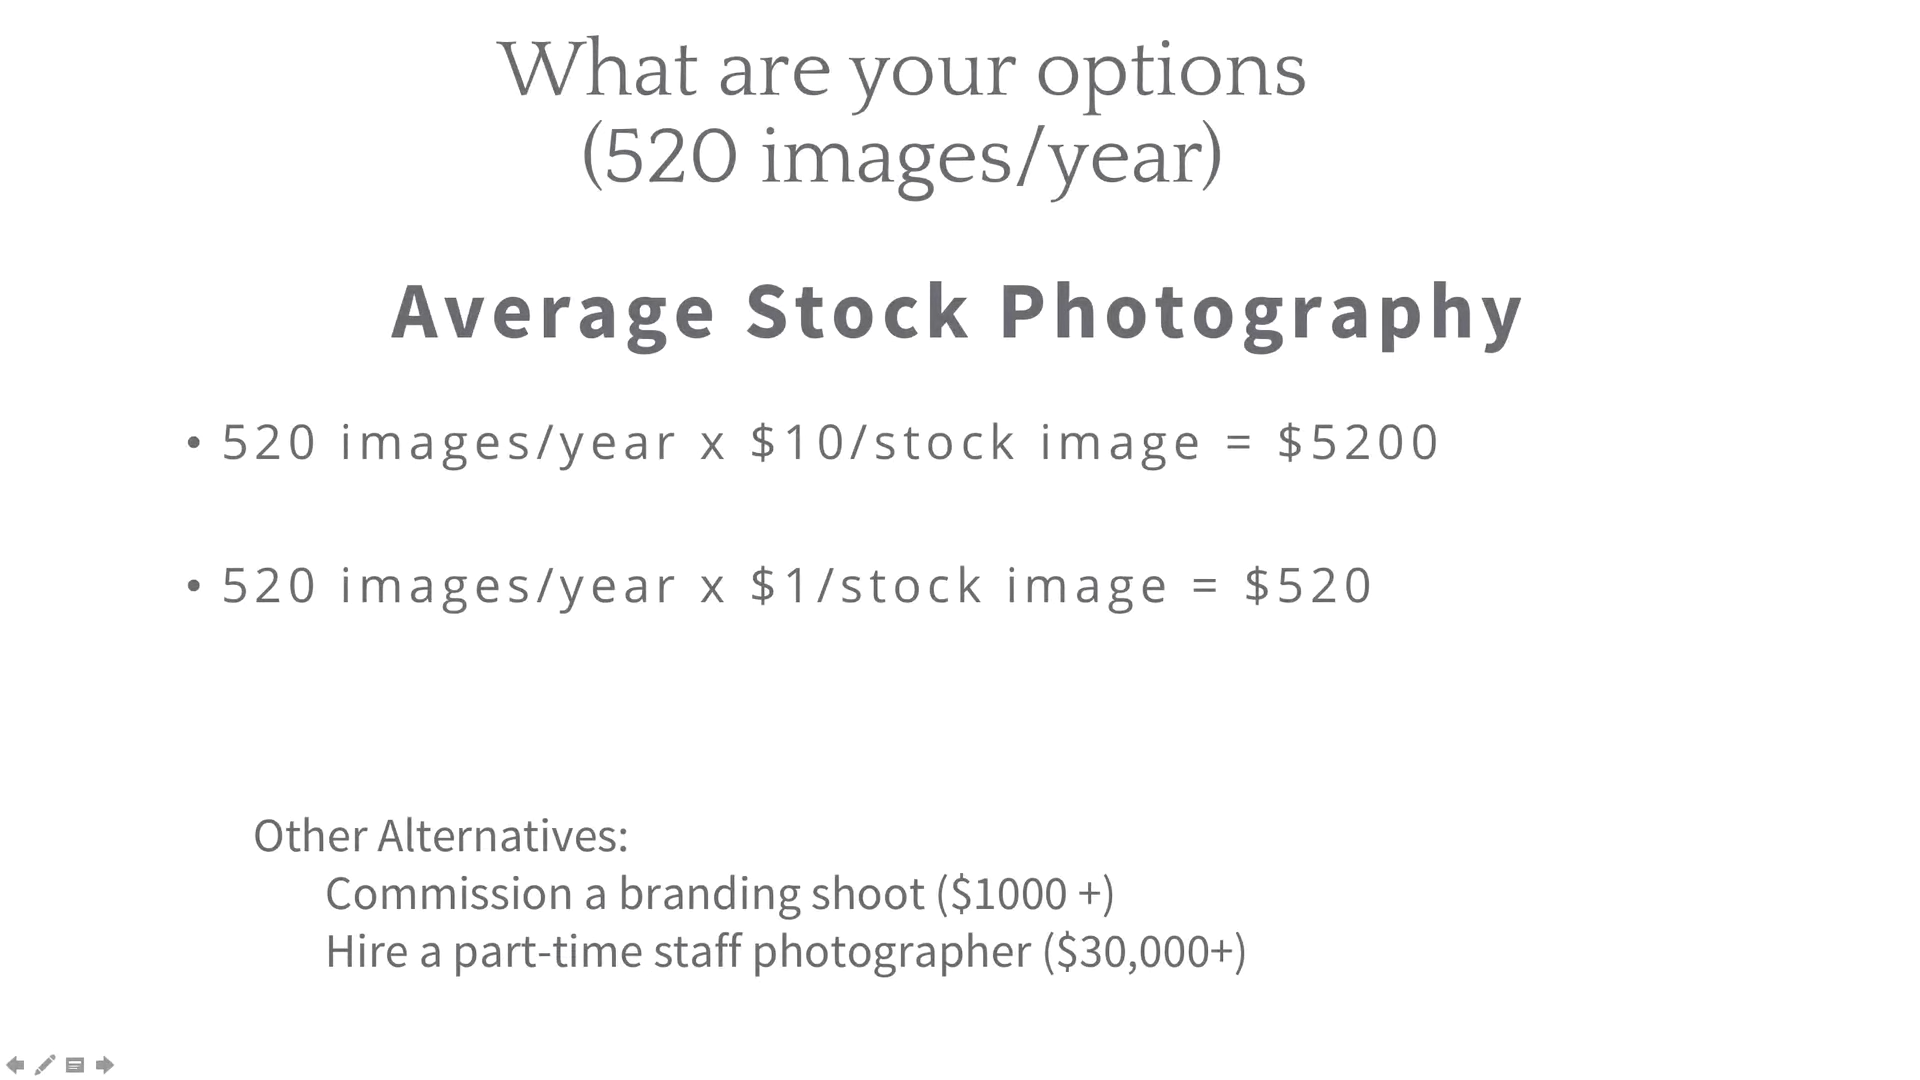 What are your options
(520 images/year)
Average Stock Photography
• 520 images/year x $10/stock image = $5200
• 520 images/year x $1/stock image = $520
Other Alternatives:
Commission a branding shoot ($1000 +)
Hire a part-time staff photographer ($30,000+)